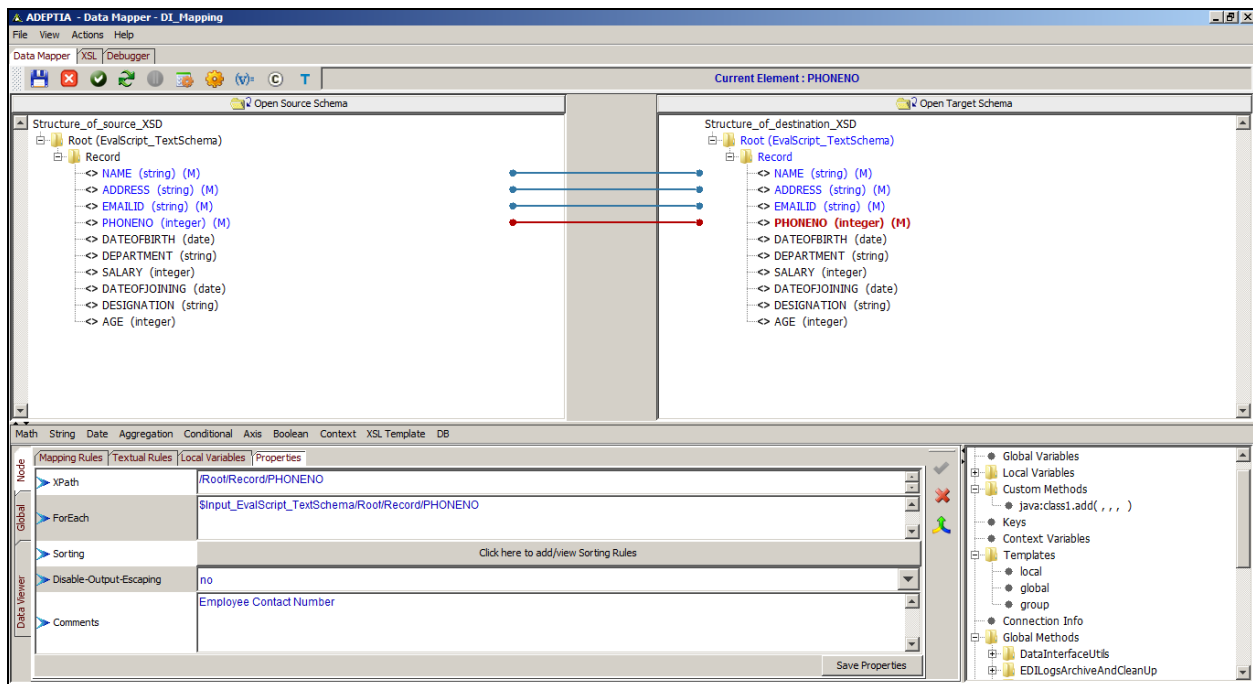 ADEPTIA - Data Mapper - DI_Mapping
File View Actions Help
Data Mapper XSL Debugger
(v)= © T Current Element : PHONENO
Open Source Schema Open Target Schema
Structure_of_source_XSD
Root (EvalScript_TextSchema)
Record
<> NAME (string) (M)
<> ADDRESS (string) (M)
<> EMAILID (string) (M)
<> PHONENO (integer) (M)
<> DATEOFBIRTH (date)
<> DEPARTMENT (string)
<> SALARY (integer)
<> DATEOFJOINING (date)
<> DESIGNATION (string)
<> AGE (integer)
Structure_of_destination_XSD
Root (EvalScript_TextSchema)
Record
<> NAME (string) (M)
<> ADDRESS (string) (M)
<> EMAILID (string) (M)
<> PHONENO (integer) (M)
<> DATEOFBIRTH (date)
<> DEPARTMENT (string)
<> SALARY (integer)
<> DATEOFJOINING (date)
<> DESIGNATION (string)
<> AGE (integer)
Math String Date Aggregation Conditional Axis Boolean Context XSL Template DB
Node
Global
Data Viewer
Mapping Rules Textual Rules Local Variables Properties
XPath /Root/Record/PHONENO
ForEach $Input_EvalScript_TextSchema/Root/Record/PHONENO
Sorting Click here to add/view Sorting Rules
Disable-Output-Escaping no
Comments Employee Contact Number
Save Properties
Global Variables
Local Variables
Custom Methods
java:class1.add( , , , )
Keys
Context Variables
Templates
local
global
group
Connection Info
Global Methods
DataInterfaceUtils
EDILogsArchiveAndCleanUp